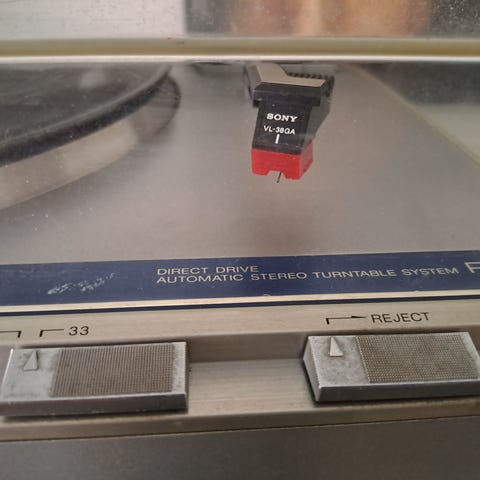 SONY
VL-38GA
DIRECT DRIVE
AUTOMATIC STEREO TURNTABLE SYSTEM
33
REJECT